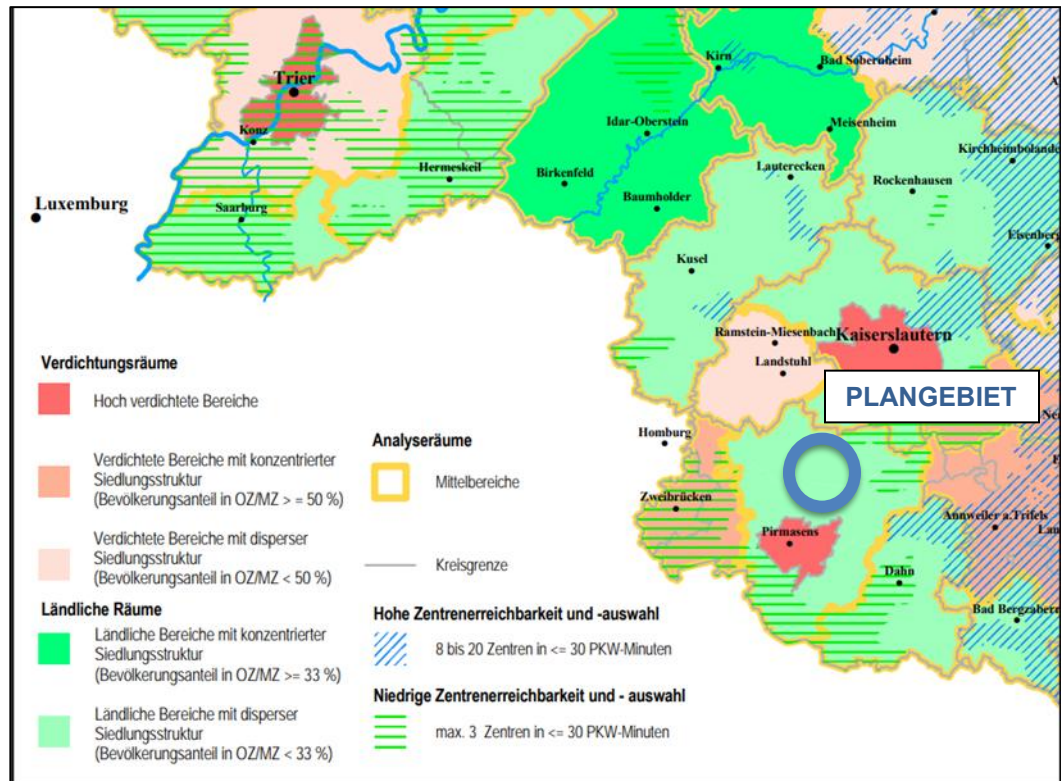 Trier
Kirn
Bad Sobernheim
Konz
Idar-Oberstein
Meisenheim
Hermeskeil
Birkenfeld
Lauterecken
Kirchheimbolande
Rockenhausen
Luxemburg
Saarburg
Baumholder
Eisenberg
Kusel
Ramstein-Miesenbach
Kaiserslautern
Landstuhl
PLANGEBIET
Homburg
Zweibrücken
Annweiler a.Trifels
Lan
Pirmasens
Dahn
Bad Bergzabern
Verdichtungsräume
Hoch verdichtete Bereiche
Verdichtete Bereiche mit konzentrierter
Siedlungsstruktur
(Bevölkerungsanteil in OZ/MZ > = 50 %)
Verdichtete Bereiche mit disperser
Siedlungsstruktur
(Bevölkerungsanteil in OZ/MZ < 50 %)
Ländliche Räume
Ländliche Bereiche mit konzentrierter
Siedlungsstruktur
(Bevölkerungsanteil in OZ/MZ >= 33 %)
Ländliche Bereiche mit disperser
Siedlungsstruktur
(Bevölkerungsanteil in OZ/MZ < 33 %)
Analyseräume
Mittelbereiche
Kreisgrenze
Hohe Zentrenerreichbarkeit und -auswahl
8 bis 20 Zentren in <= 30 PKW-Minuten
Niedrige Zentrenerreichbarkeit und - auswahl
max. 3 Zentren in <= 30 PKW-Minuten